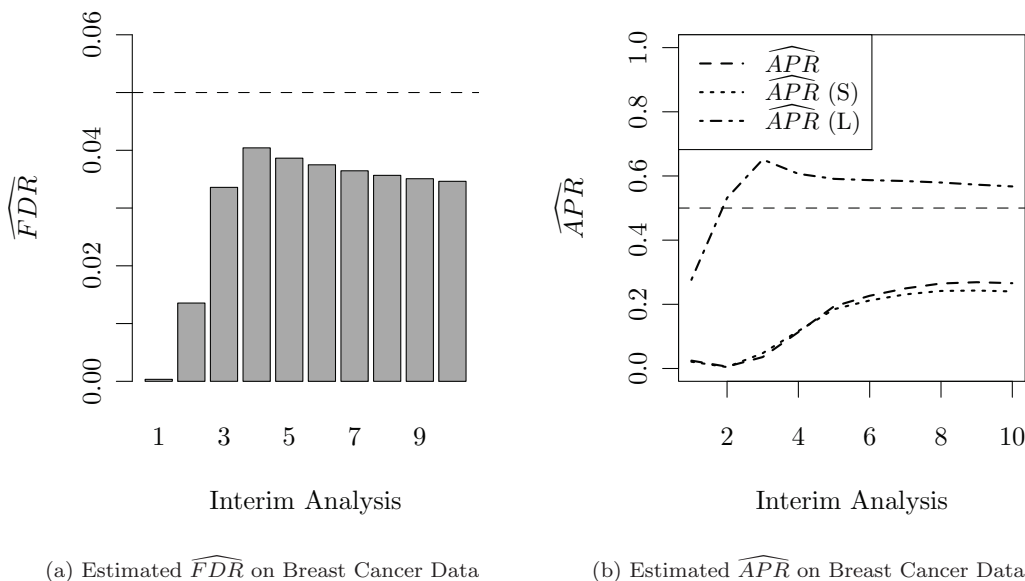 0.06
0.04
0.02
0.00
FDR
1 3 5 7 9
Interim Analysis
(a) Estimated FDR on Breast Cancer Data
1.0
0.8
0.6
0.4
0.2
0.0
APR
APR
APR (S)
APR (L)
2 4 6 8 10
Interim Analysis
(b) Estimated APR on Breast Cancer Data